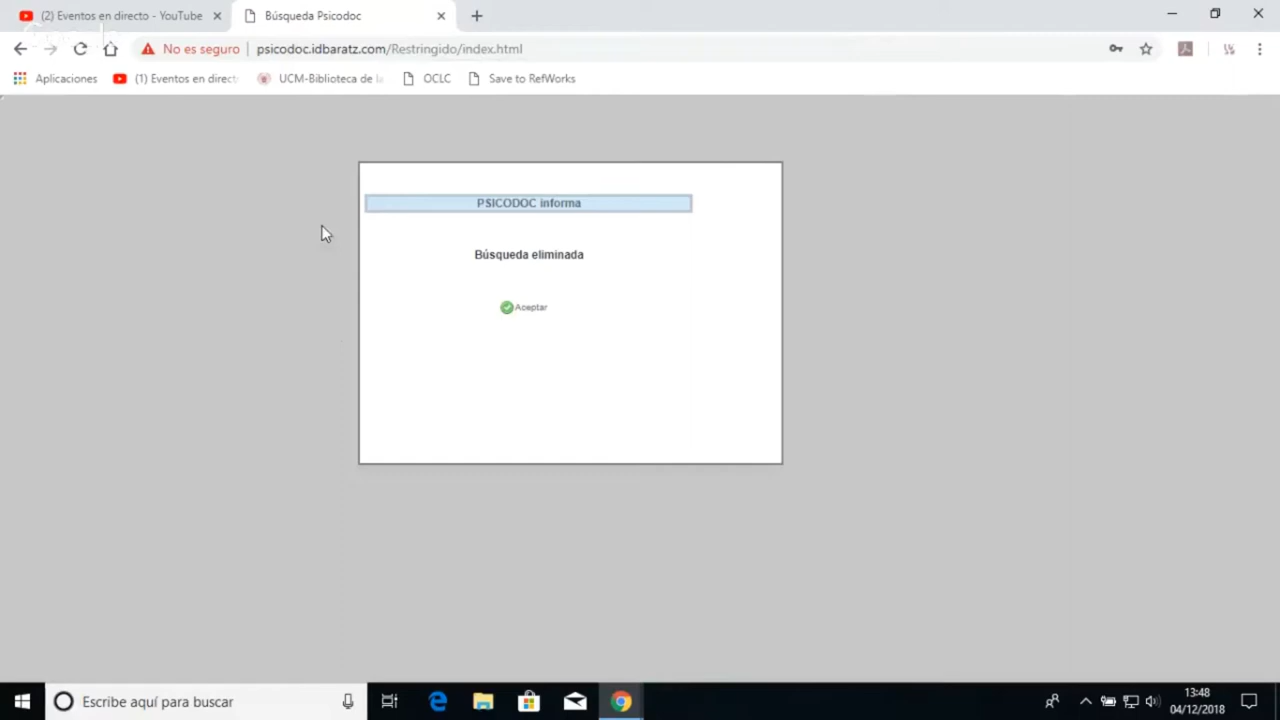 (2) Eventos en directo - YouTube
Búsqueda Psicodoc
No es seguro
psicodoc.idbaratz.com/Restringido/index.html
Aplicaciones
(1) Eventos en direct
UCM-Biblioteca de la
OCLC
Save to RefWorks
PSICODOC informa
Búsqueda eliminada
Aceptar
Escribe aquí para buscar
13:48
04/12/2018